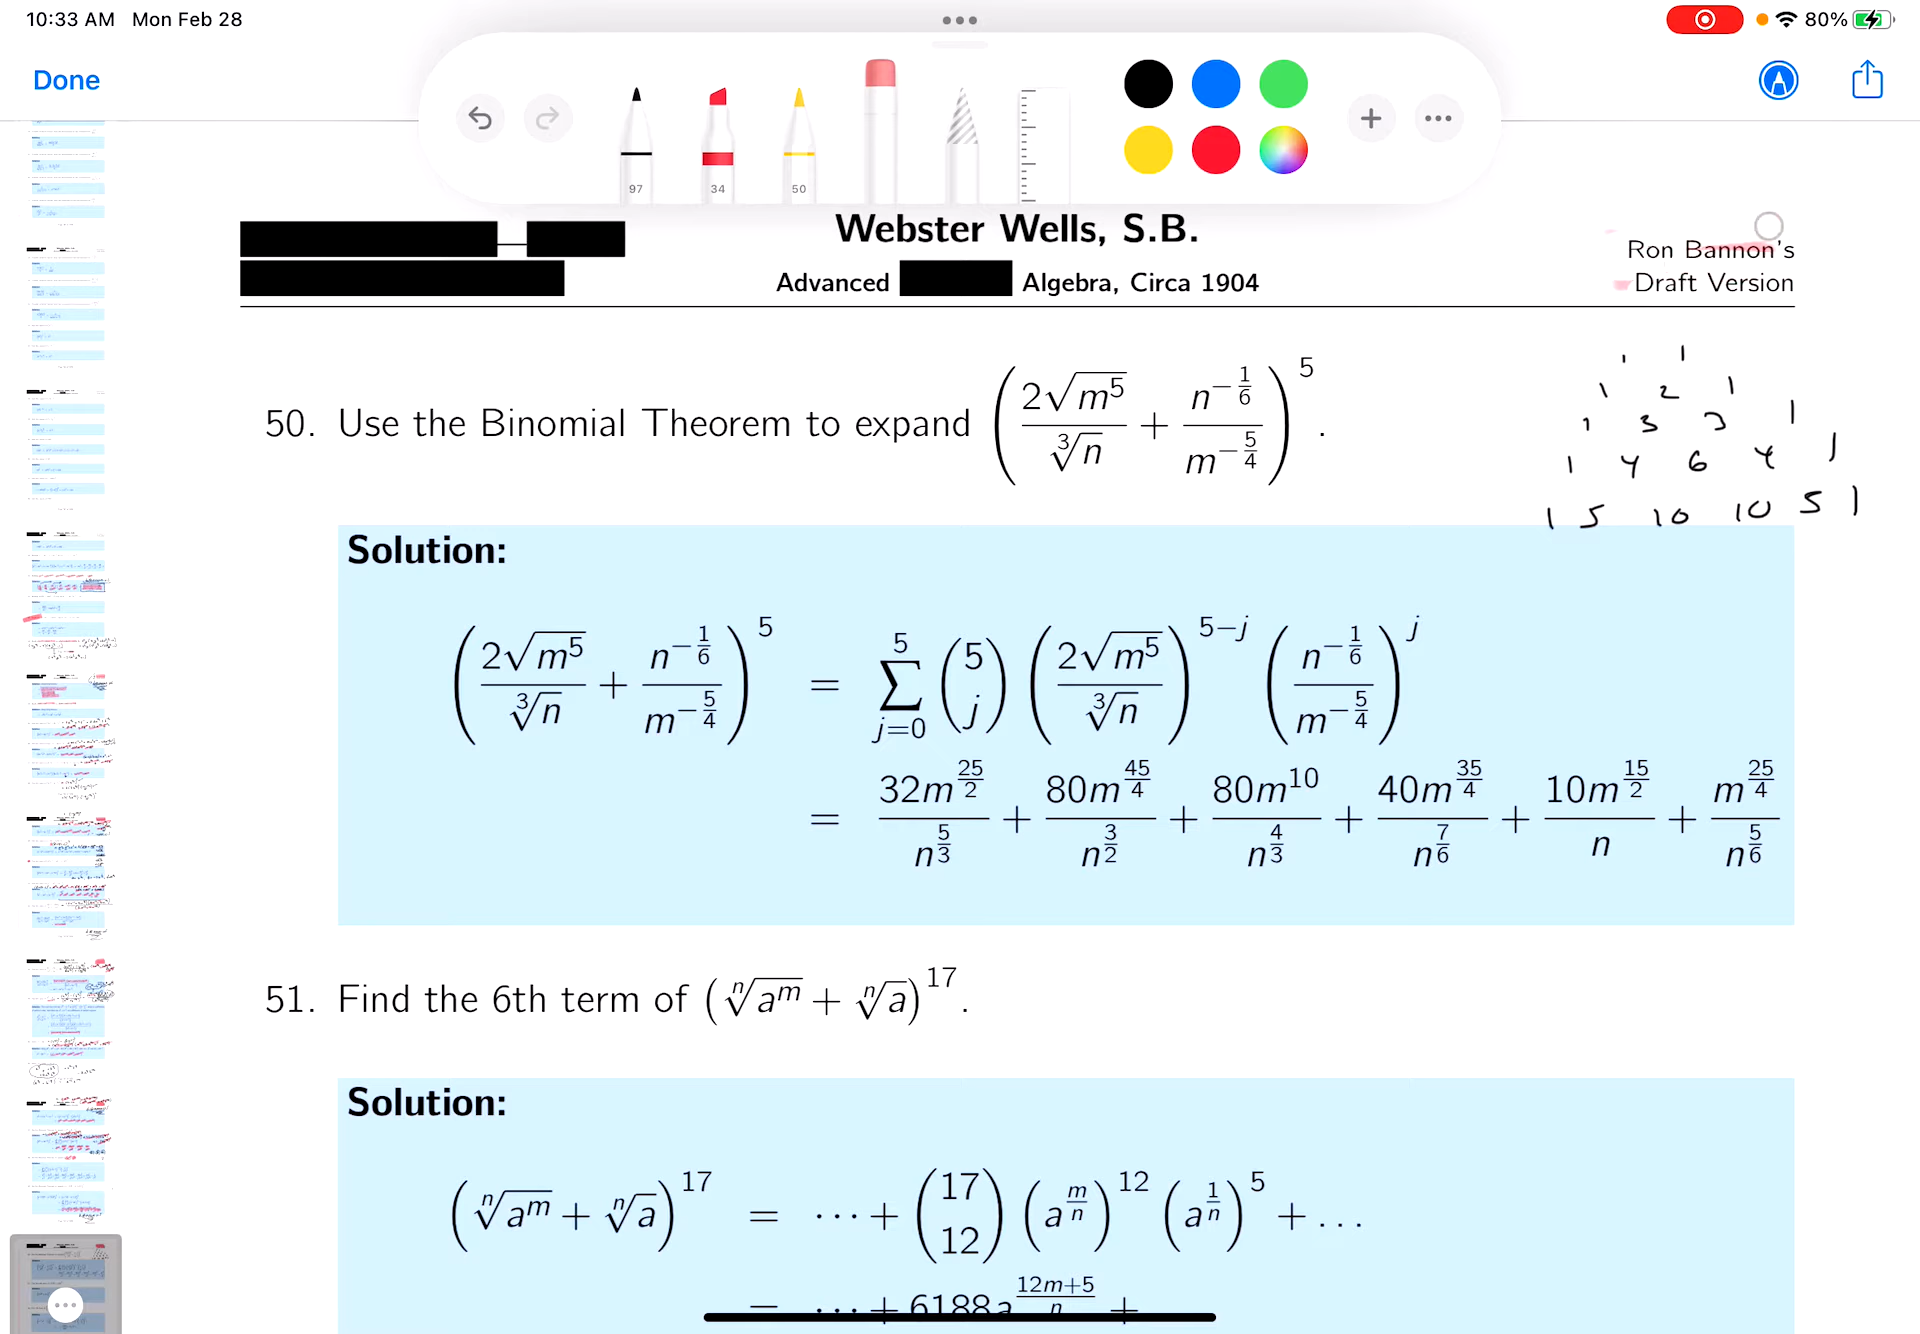 10:33 AM Mon Feb 28
80%
Done
97 34 50
Webster Wells, S.B.
Advanced Algebra, Circa 1904
Ron Bannon's
Draft Version
50. Use the Binomial Theorem to expand (2√m⁵/∛n + n^(-1/6)/m^(-5/4))^5.
1 1
1 2 1
1 3 3 1
1 4 6 4 1
1 5 10 10 5 1
Solution:
(2√m⁵/∛n + n^(-1/6)/m^(-5/4))^5 = ∑_{j=0}^{5} (5 j) (2√m⁵/∛n)^(5-j) (n^(-1/6)/m^(-5/4))^j
= 32m^(25/2)/n^(5/3) + 80m^(45/4)/n^(3/2) + 80m^10/n^(4/3) + 40m^(35/4)/n^(7/6) + 10m^(15/2)/n + m^(25/4)/n^(5/6)
51. Find the 6th term of (ⁿ√a^m + ⁿ√a)^17.
Solution:
(ⁿ√a^m + ⁿ√a)^17 = ··· + (17 12) (a^(m/n))^12 (a^(1/n))^5 + ...
= ··· + 6188a^((12m+5)/n) +